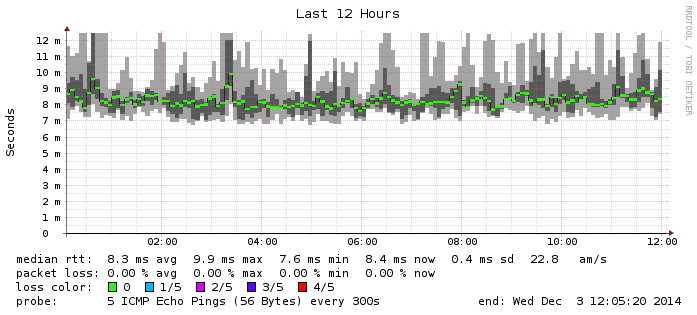 Last 12 Hours
RRDTOOL / TOBI OETIKER
Seconds
12 m
11 m
10 m
9 m
8 m
7 m
6 m
5 m
4 m
3 m
2 m
1 m
0
02:00 04:00 06:00 08:00 10:00 12:00
median rtt: 8.3 ms avg 9.9 ms max 7.6 ms min 8.4 ms now 0.4 ms sd 22.8 am/s
packet loss: 0.00 % avg 0.00 % max 0.00 % min 0.00 % now
loss color: 0 1/5 2/5 3/5 4/5
probe: 5 ICMP Echo Pings (56 Bytes) every 300s end: Wed Dec 3 12:05:20 2014